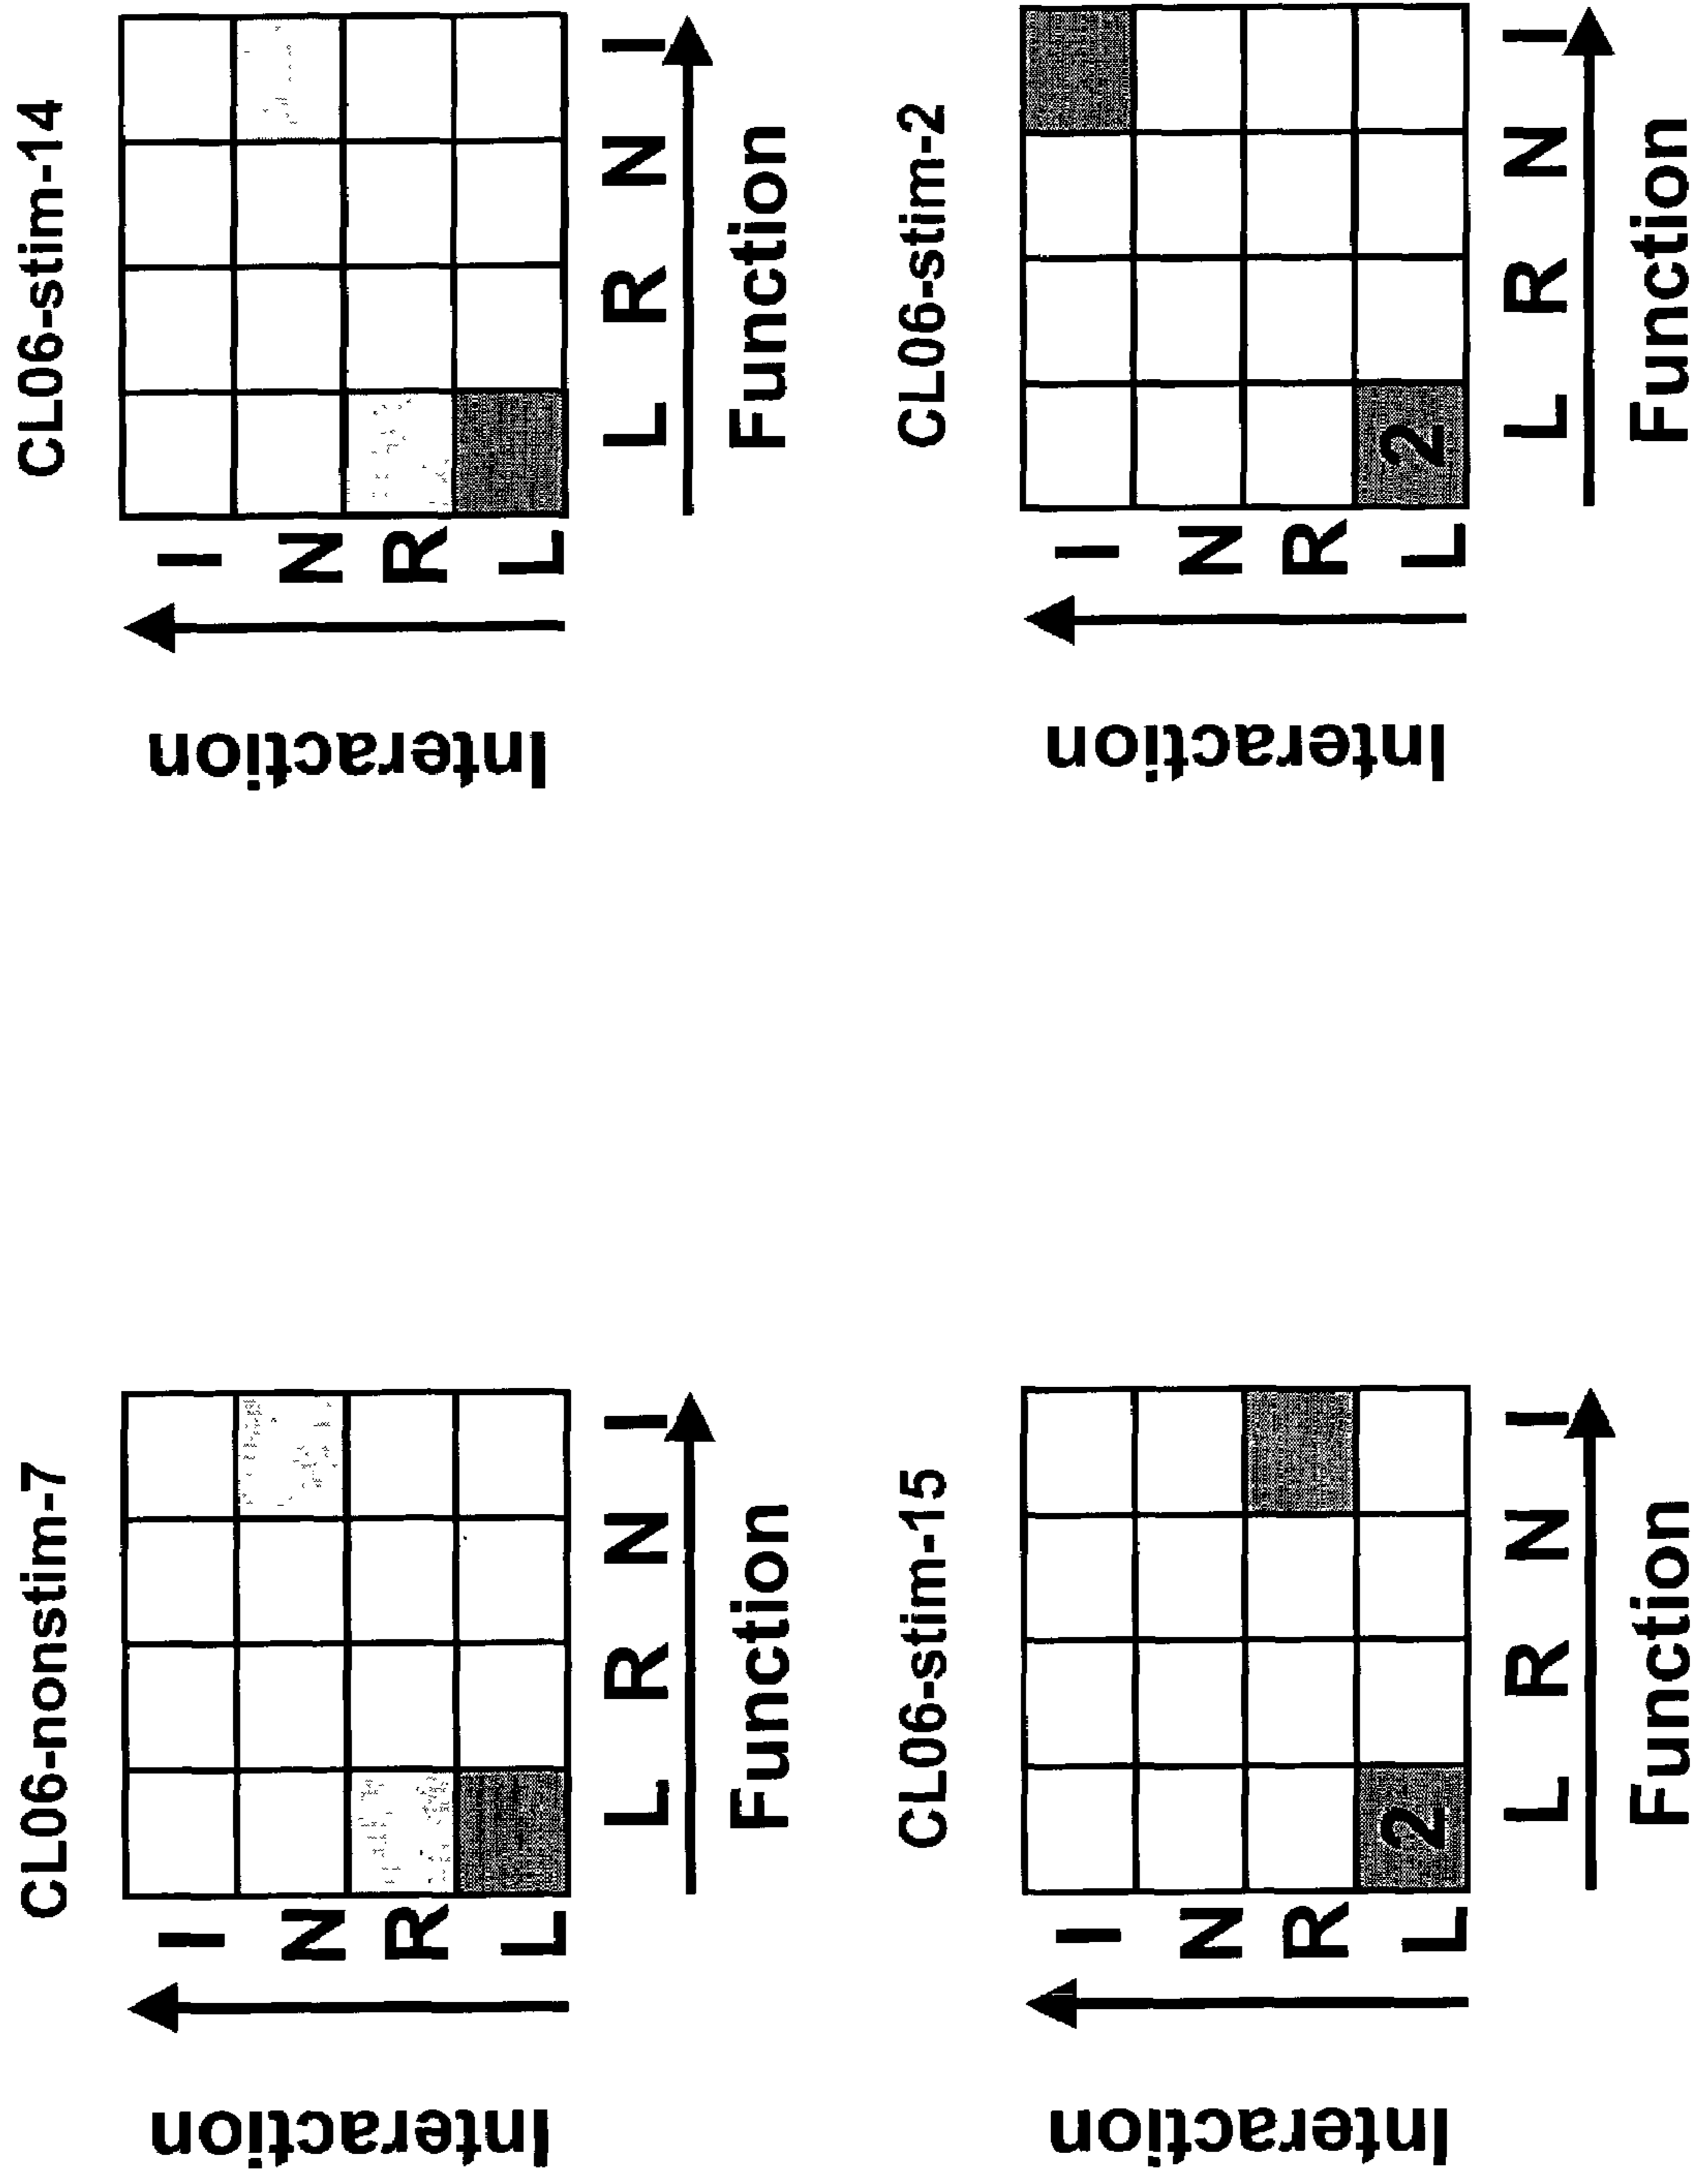 CL06-nonstim-7
Interaction
I
N
R
L
L R N I
Function
CL06-stim-14
Interaction
I
N
R
L
L R N I
Function
CL06-stim-15
Interaction
I
N
R
L
2
L R N I
Function
CL06-stim-2
Interaction
I
N
R
L
2
L R N I
Function